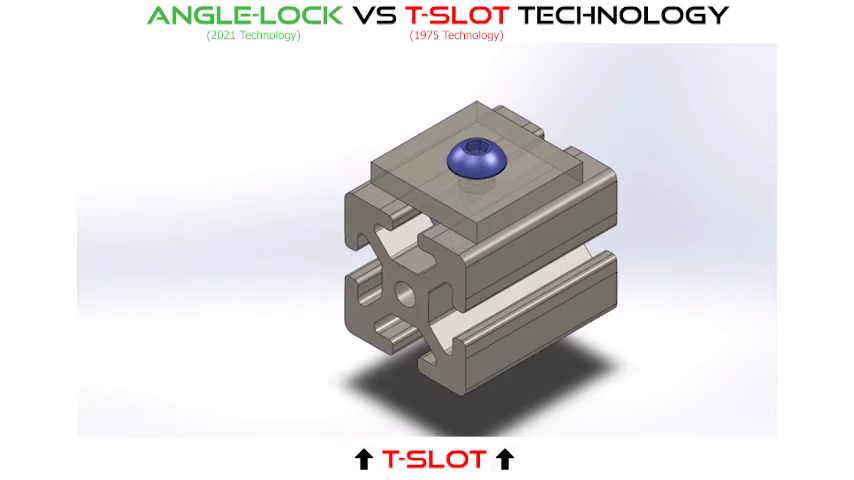 ANGLE-LOCK VS T-SLOT TECHNOLOGY
(2021 Technology) (1975 Technology)
↑ T-SLOT ↑